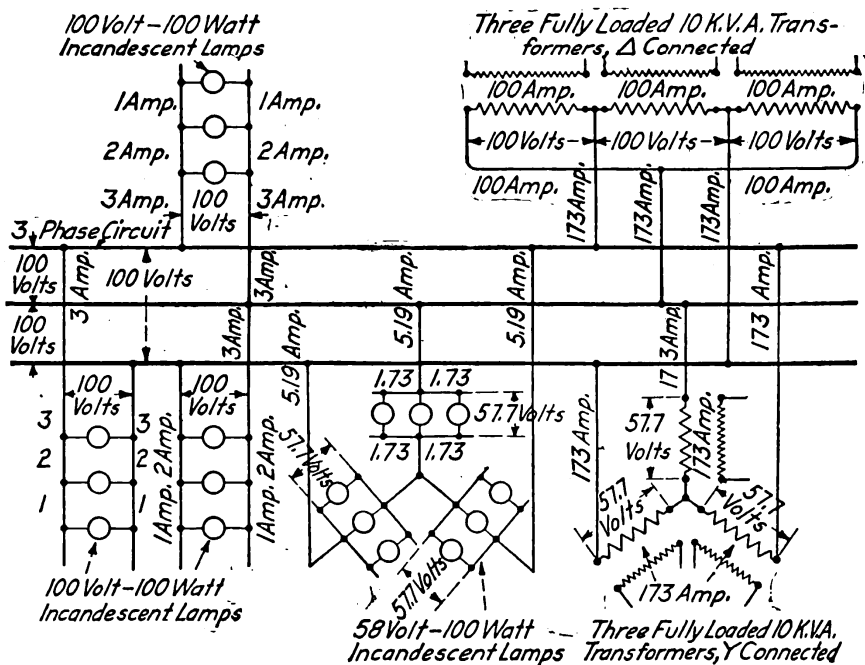 100 Volt-100 Watt
Incandescent Lamps
Three Fully Loaded 10 K.V.A. Trans-
formers, Δ Connected
1 Amp.
1 Amp.
2 Amp.
2 Amp.
3 Amp.
100
Volts
3 Amp.
100 Amp.
100 Amp.
100 Amp.
100 Volts
100 Volts
100 Volts
100 Amp.
100 Amp.
173 Amp.
173 Amp.
173 Amp.
3 Phase Circuit
100
Volts
3 Amp.
100 Volts
3 Amp.
5.19 Amp.
5.19 Amp.
173 Amp.
100
Volts
3 Amp.
5.19 Amp.
173 Amp.
100
Volts
100
Volts
3
2
1
3
2
1
1 Amp. 2 Amp.
1 Amp. 2 Amp.
1.73 1.73
57.7 Volts
1.73 1.73
57.7 Volts
57.7 Volts
173 Amp.
57.7
Volts
173 Amp.
57.7
Volts
57.7
Volts
173 Amp.
100 Volt-100 Watt
Incandescent Lamps
58 Volt-100 Watt
Incandescent Lamps
Three Fully Loaded 10 K.V.A.
Transformers, Y Connected